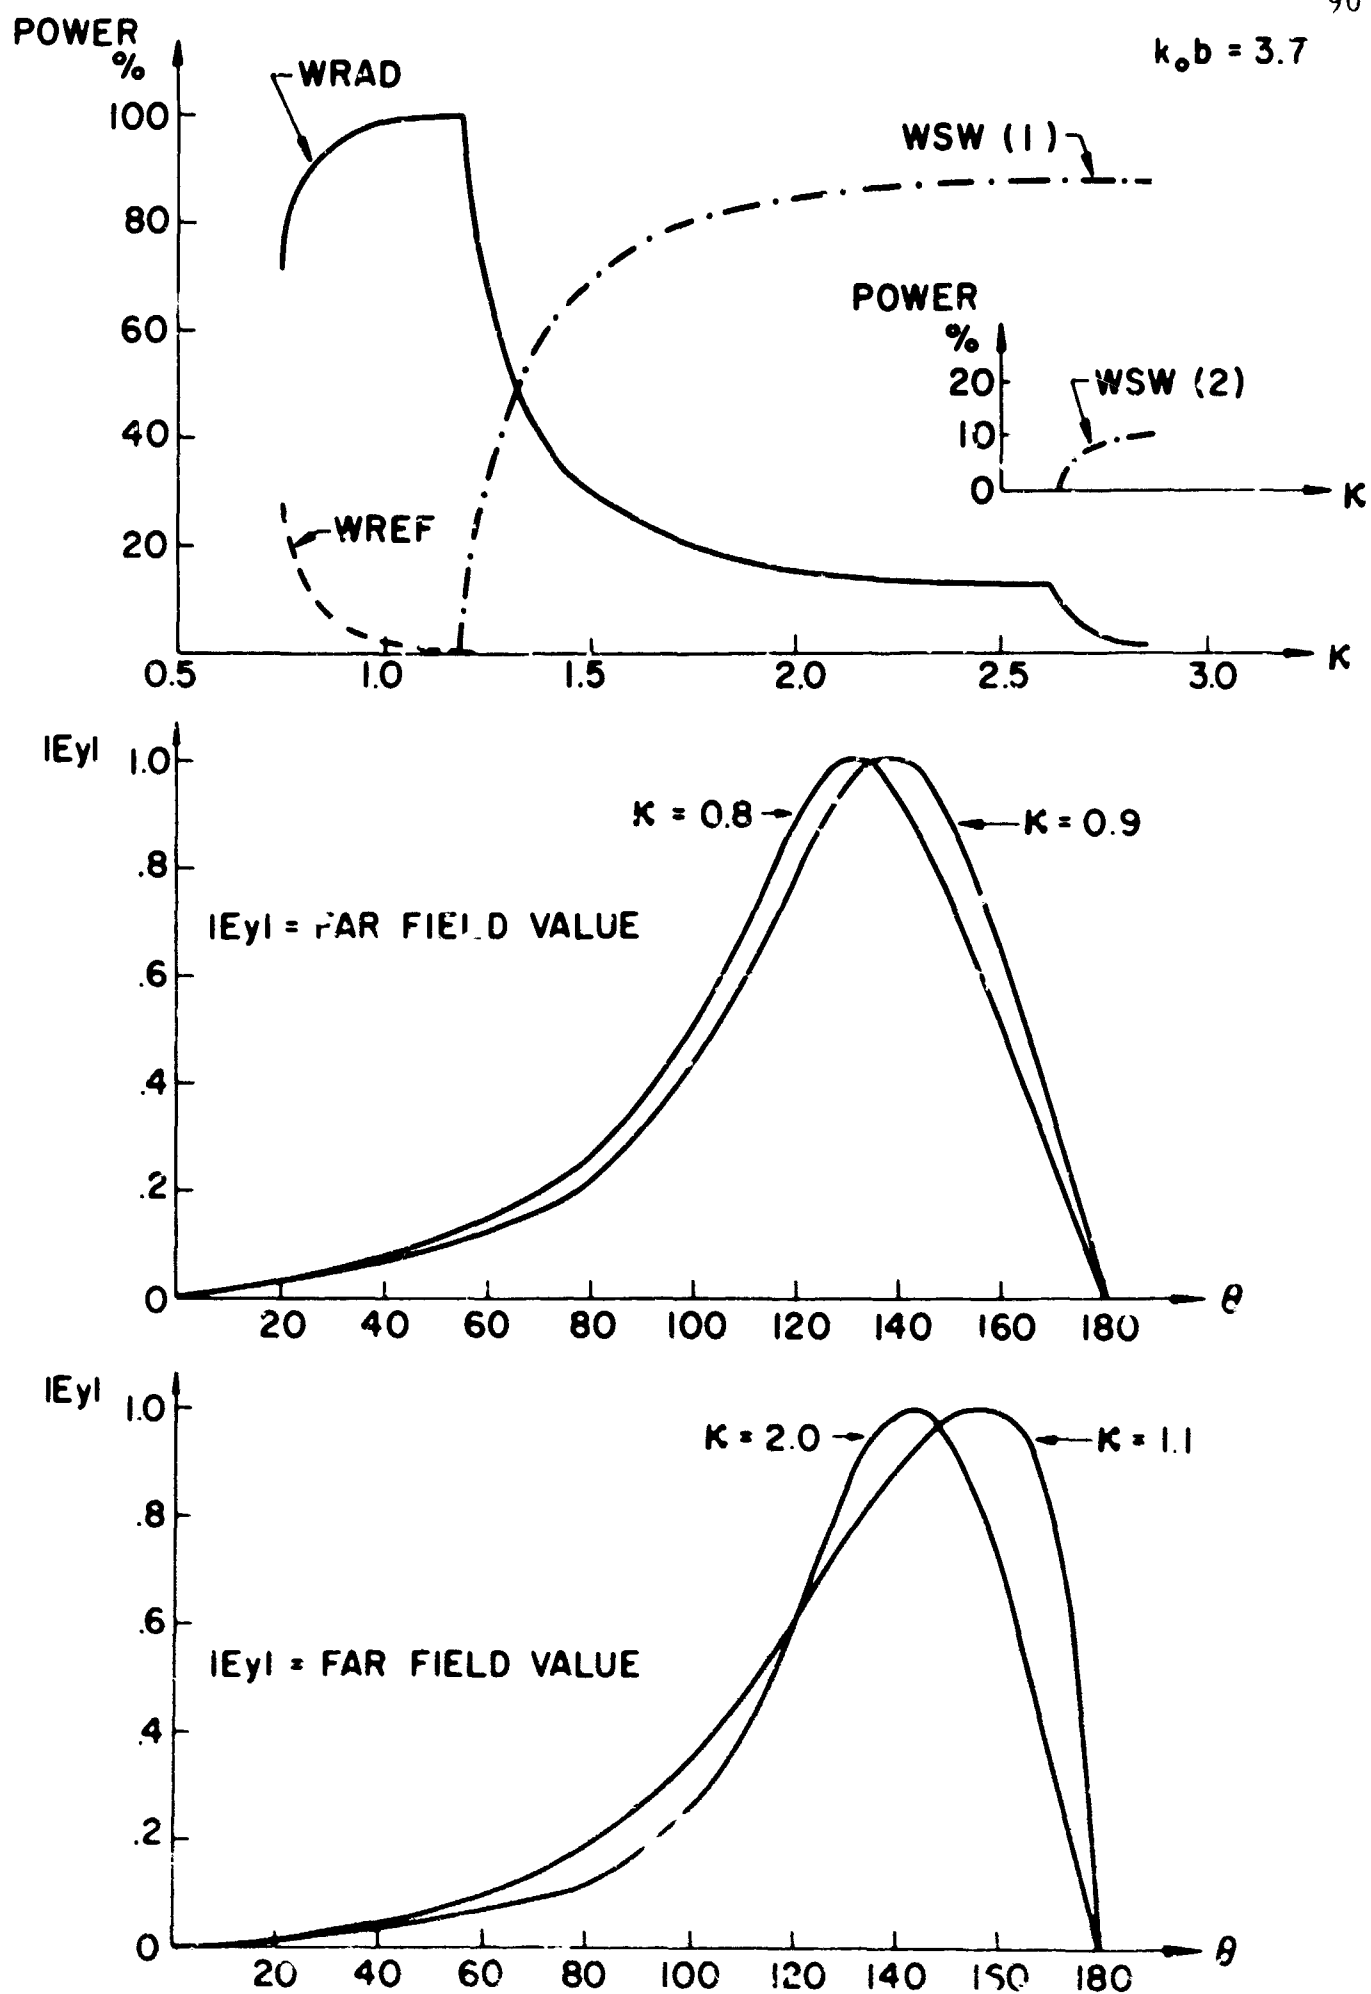 90
POWER
%
k₀b = 3.7
WRAD
100
WSW (1)
80
POWER
%
60
20
WSW (2)
40
10
0
K
WREF
20
0
0.5 1.0 1.5 2.0 2.5 3.0 K
|Ey|
1.0
K = 0.8
K = 0.9
.8
|Ey| = FAR FIELD VALUE
.6
.4
.2
0
θ
20 40 60 80 100 120 140 160 180
|Ey|
1.0
K = 2.0
K = 1.1
.8
.6
|Ey| = FAR FIELD VALUE
.4
.2
0
θ
20 40 60 80 100 120 140 160 180